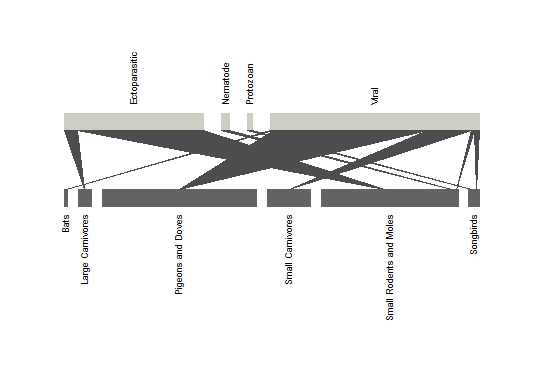 Bats
Large Carnivores
Pigeons and Doves
Small Carnivores
Small Rodents and Moles
Songbirds
Ectoparasitic
Nematode
Protozoan
Viral